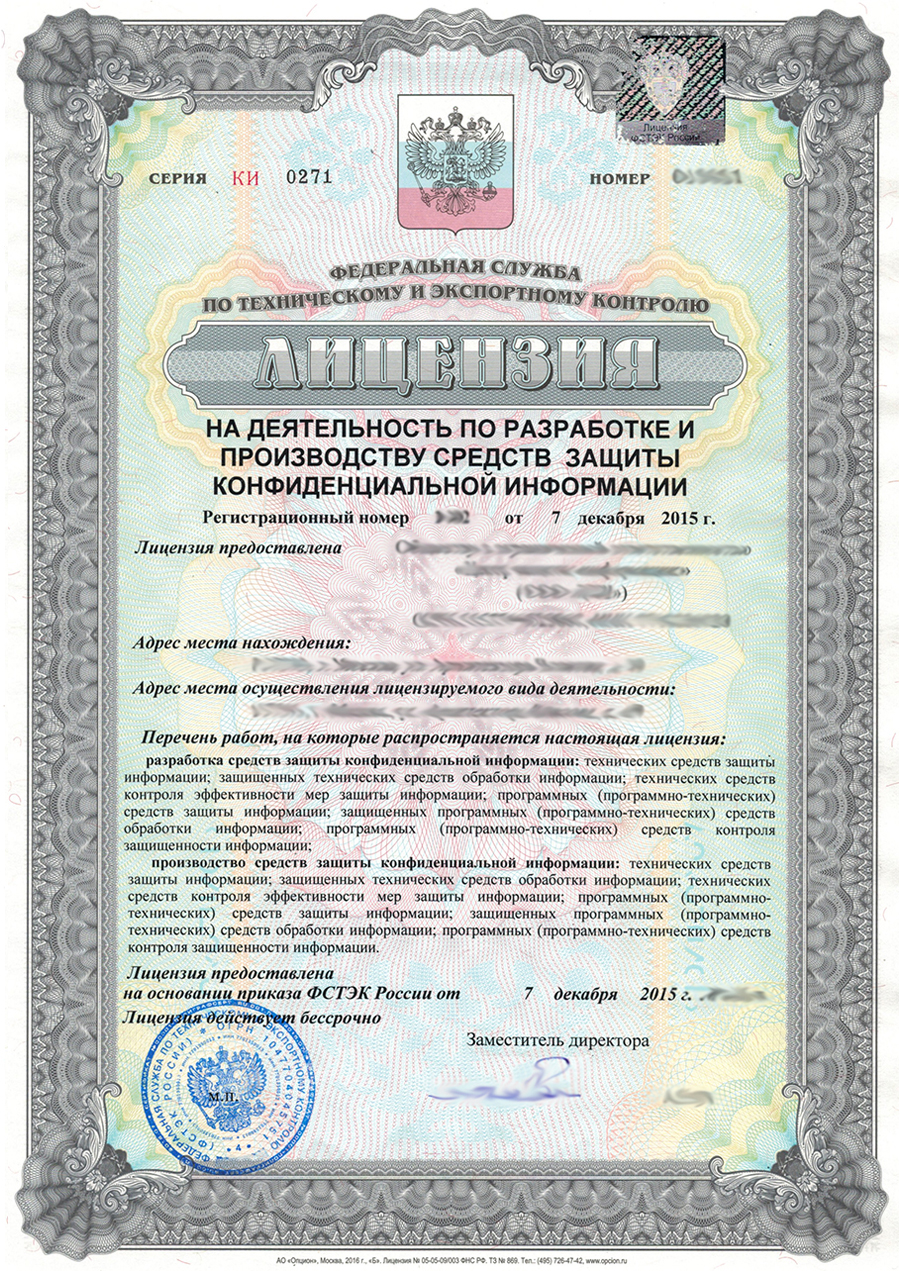 Лицензия
ФСТЭК России
СЕРИЯ КИ 0271 НОМЕР
ФЕДЕРАЛЬНАЯ СЛУЖБА
ПО ТЕХНИЧЕСКОМУ И ЭКСПОРТНОМУ КОНТРОЛЮ
ЛИЦЕНЗИЯ
НА ДЕЯТЕЛЬНОСТЬ ПО РАЗРАБОТКЕ И
ПРОИЗВОДСТВУ СРЕДСТВ ЗАЩИТЫ
КОНФИДЕНЦИАЛЬНОЙ ИНФОРМАЦИИ
Регистрационный номер от 7 декабря 2015 г.
Лицензия предоставлена
Адрес места нахождения:
Адрес места осуществления лицензируемого вида деятельности:
Перечень работ, на которые распространяется настоящая лицензия:
разработка средств защиты конфиденциальной информации: технических средств защиты
информации; защищенных технических средств обработки информации; технических средств
контроля эффективности мер защиты информации; программных (программно-технических)
средств защиты информации; защищенных программных (программно-технических) средств
обработки информации; программных (программно-технических) средств контроля
защищенности информации;
производство средств защиты конфиденциальной информации: технических средств
защиты информации; защищенных технических средств обработки информации; технических
средств контроля эффективности мер защиты информации; программных (программно-
технических) средств защиты информации; защищенных программных (программно-
технических) средств обработки информации; программных (программно-технических) средств
контроля защищенности информации.
Лицензия предоставлена
на основании приказа ФСТЭК России от 7 декабря 2015 г.
Лицензия действует бессрочно
Заместитель директора
ФЕДЕРАЛЬНАЯ СЛУЖБА ПО ТЕХНИЧЕСКОМУ И ЭКСПОРТНОМУ КОНТРОЛЮ
(ФСТЭК РОССИИ) * ОГРН 1047704045751 * 4 *
М.П.
АО «Опцион», Москва, 2016 г., «Б». Лицензия № 05-05-09/003 ФНС РФ. ТЗ № 869. Тел.: (495) 726-47-42, www.opcion.ru